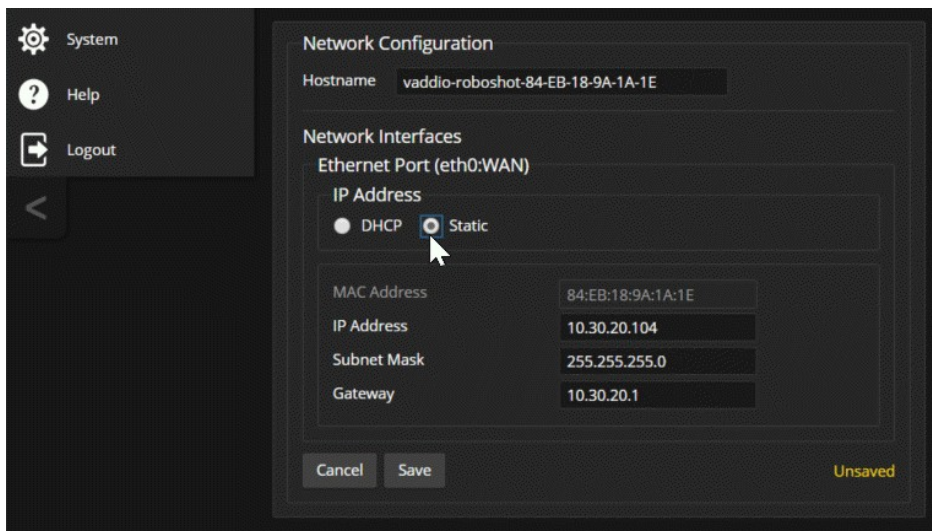 System
Help
Logout
<
Network Configuration
Hostname vaddio-roboshot-84-EB-18-9A-1A-1E
Network Interfaces
Ethernet Port (eth0:WAN)
IP Address
DHCP Static
MAC Address 84:EB:18:9A:1A:1E
IP Address 10.30.20.104
Subnet Mask 255.255.255.0
Gateway 10.30.20.1
Cancel Save Unsaved